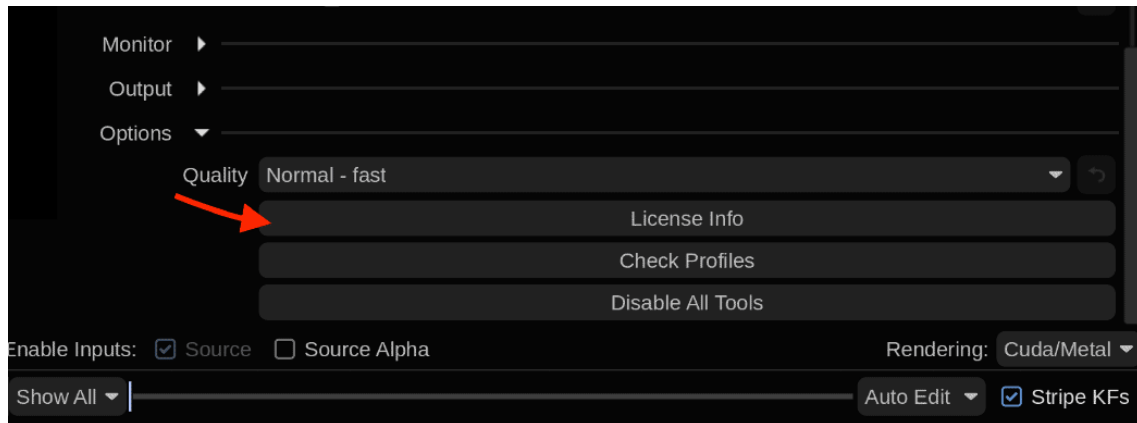 Monitor
Output
Options
Quality Normal - fast
License Info
Check Profiles
Disable All Tools
Enable Inputs: Source Source Alpha Rendering: Cuda/Metal
Show All Auto Edit Stripe KFs